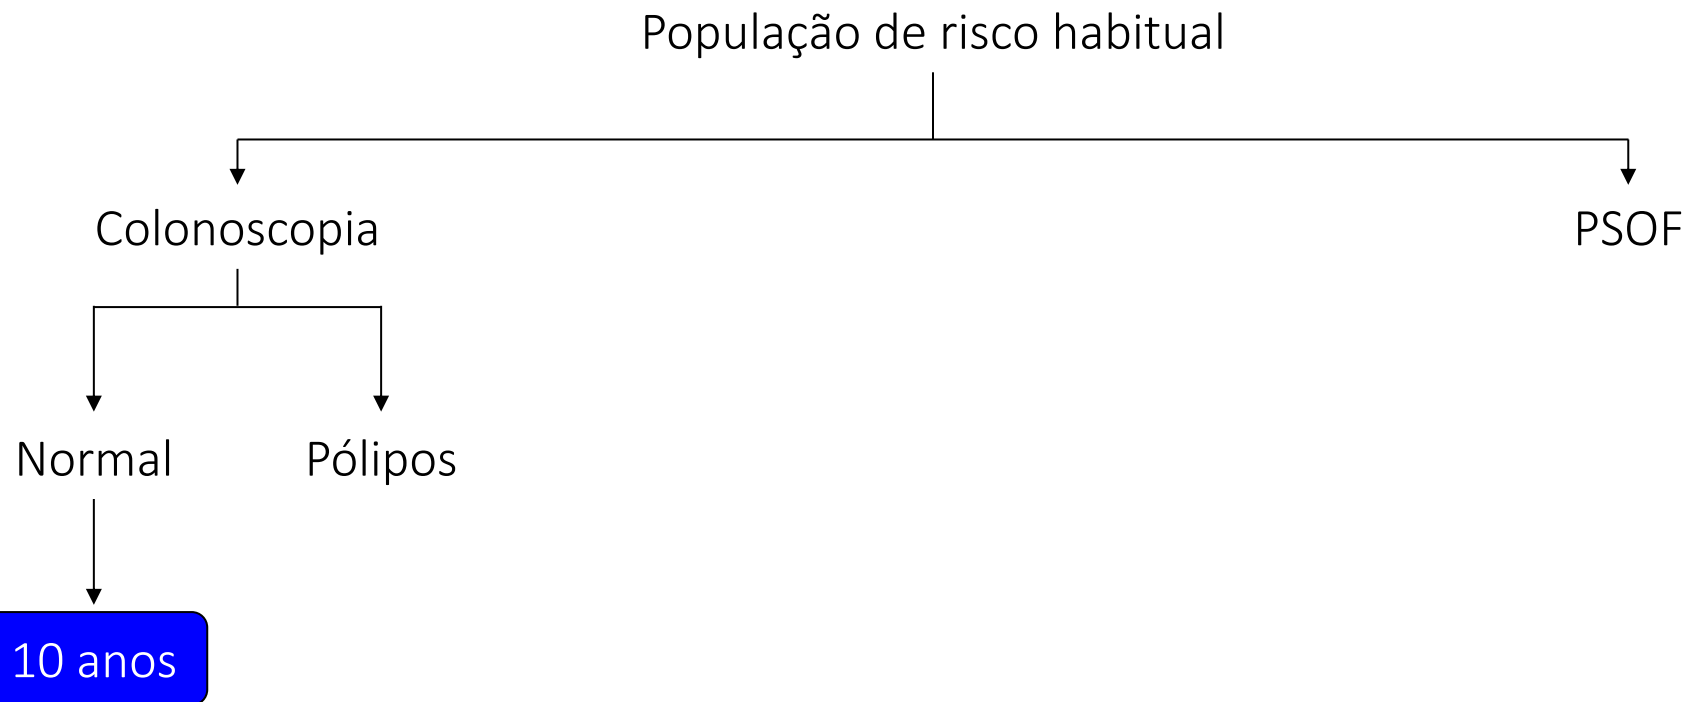 População de risco habitual
Colonoscopia
PSOF
Normal
Pólipos
10 anos